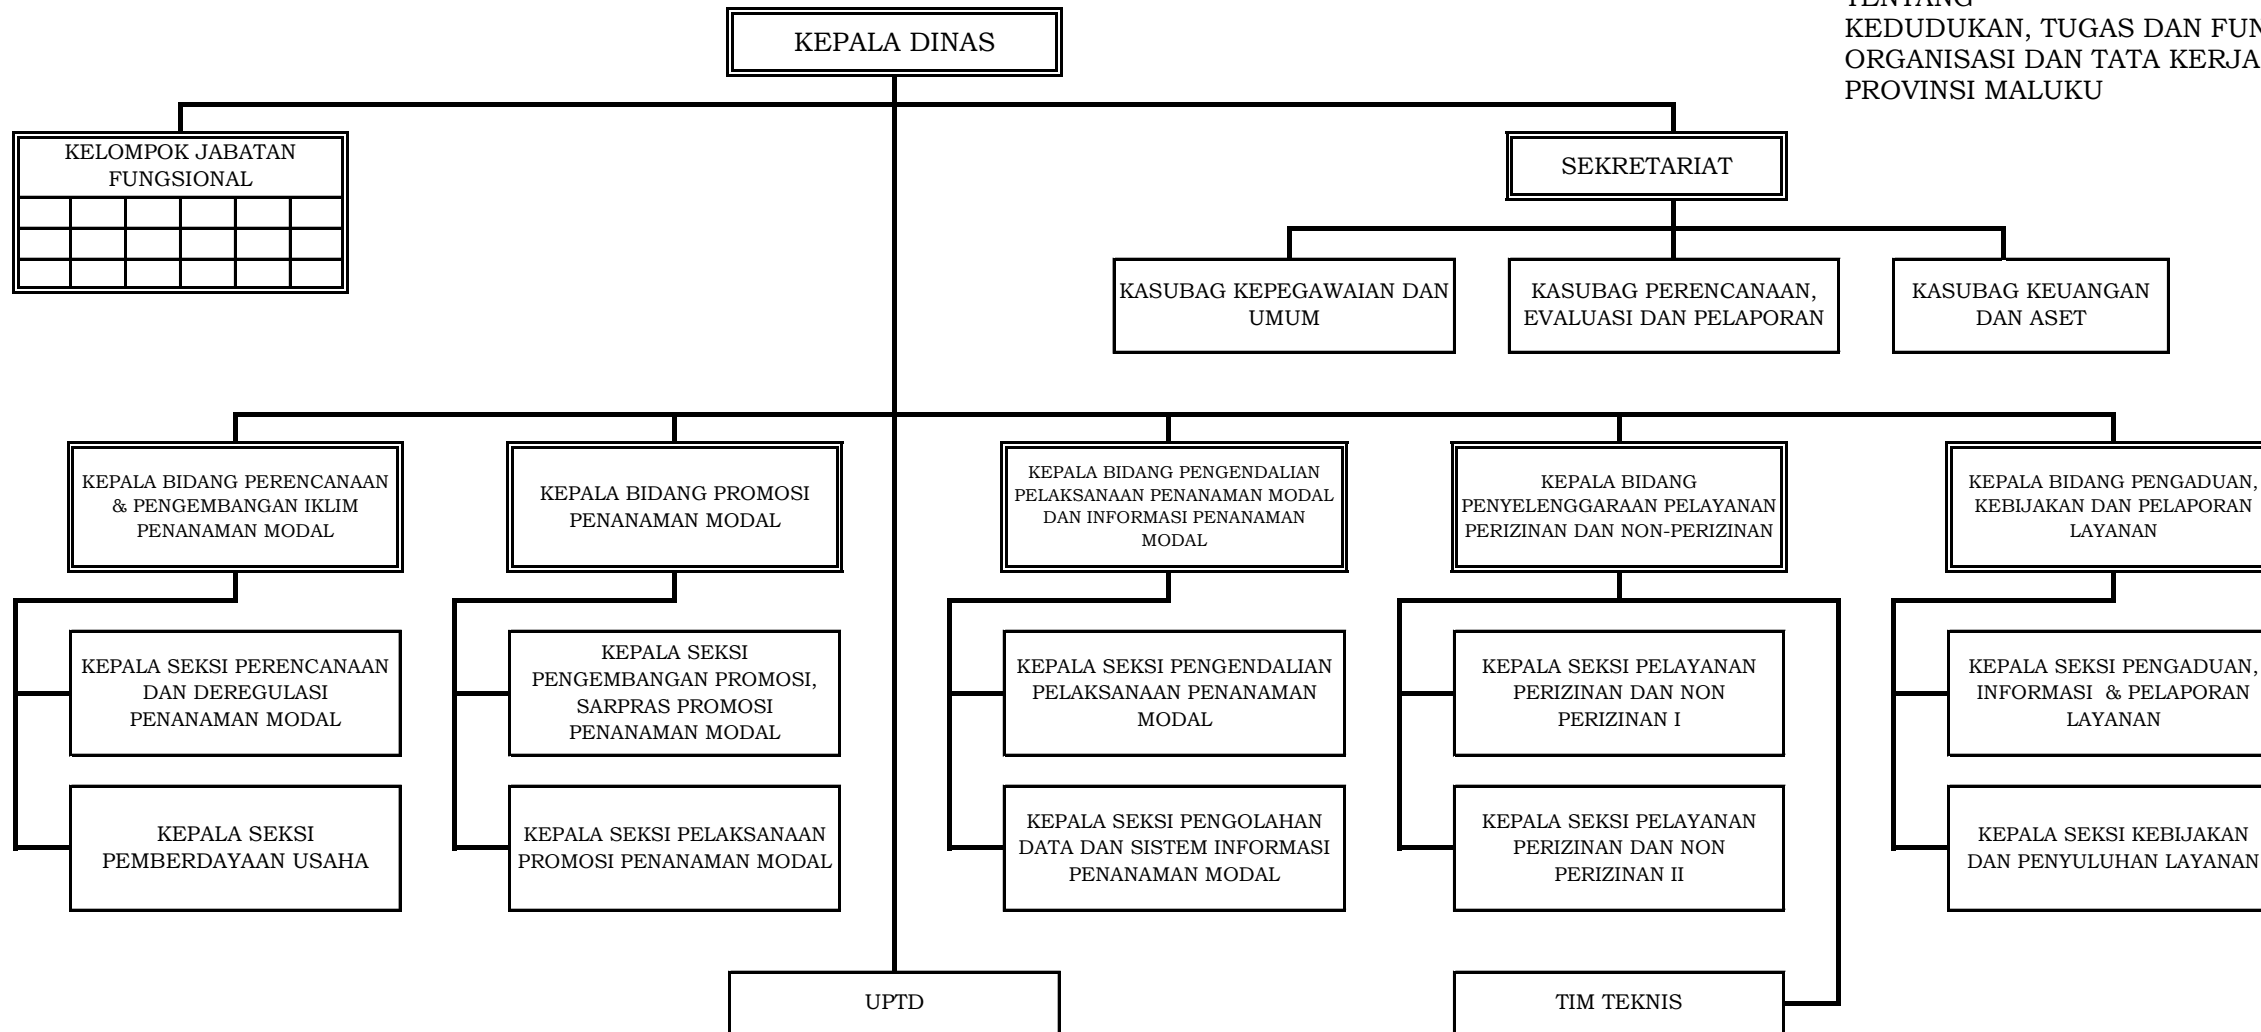 TENTANG
KEDUDUKAN, TUGAS DAN FUN
ORGANISASI DAN TATA KERJA
PROVINSI MALUKU
KEPALA DINAS
KELOMPOK JABATAN
FUNGSIONAL
SEKRETARIAT
KASUBAG KEPEGAWAIAN DAN
UMUM
KASUBAG PERENCANAAN,
EVALUASI DAN PELAPORAN
KASUBAG KEUANGAN
DAN ASET
KEPALA BIDANG PERENCANAAN
& PENGEMBANGAN IKLIM
PENANAMAN MODAL
KEPALA BIDANG PROMOSI
PENANAMAN MODAL
KEPALA BIDANG PENGENDALIAN
PELAKSANAAN PENANAMAN MODAL
DAN INFORMASI PENANAMAN
MODAL
KEPALA BIDANG
PENYELENGGARAAN PELAYANAN
PERIZINAN DAN NON-PERIZINAN
KEPALA BIDANG PENGADUAN,
KEBIJAKAN DAN PELAPORAN
LAYANAN
KEPALA SEKSI PERENCANAAN
DAN DEREGULASI
PENANAMAN MODAL
KEPALA SEKSI
PENGEMBANGAN PROMOSI,
SARPRAS PROMOSI
PENANAMAN MODAL
KEPALA SEKSI PENGENDALIAN
PELAKSANAAN PENANAMAN
MODAL
KEPALA SEKSI PELAYANAN
PERIZINAN DAN NON
PERIZINAN I
KEPALA SEKSI PENGADUAN,
INFORMASI & PELAPORAN
LAYANAN
KEPALA SEKSI
PEMBERDAYAAN USAHA
KEPALA SEKSI PELAKSANAAN
PROMOSI PENANAMAN MODAL
KEPALA SEKSI PENGOLAHAN
DATA DAN SISTEM INFORMASI
PENANAMAN MODAL
KEPALA SEKSI PELAYANAN
PERIZINAN DAN NON
PERIZINAN II
KEPALA SEKSI KEBIJAKAN
DAN PENYULUHAN LAYANAN
UPTD
TIM TEKNIS